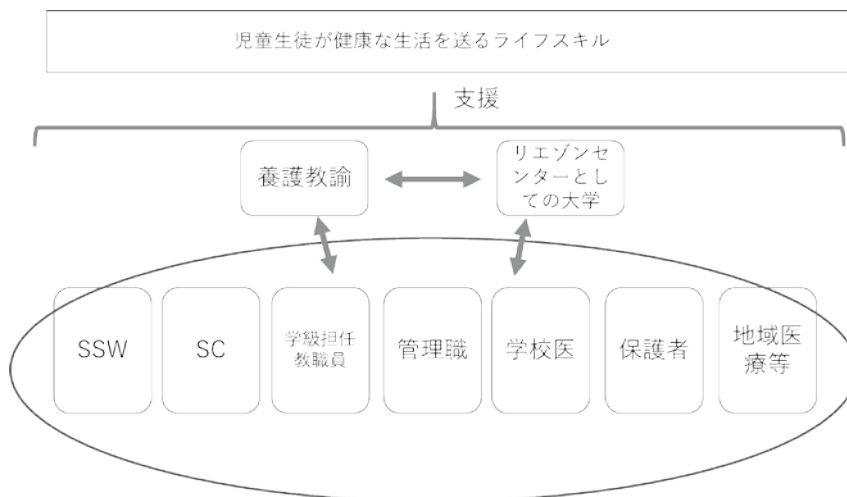 児童生徒が健康な生活を送るライフスキル
支援
養護教諭
リエゾンセ
ンターとし
ての大学
SSW
SC
学級担任
教職員
管理職
学校医
保護者
地域医
療等